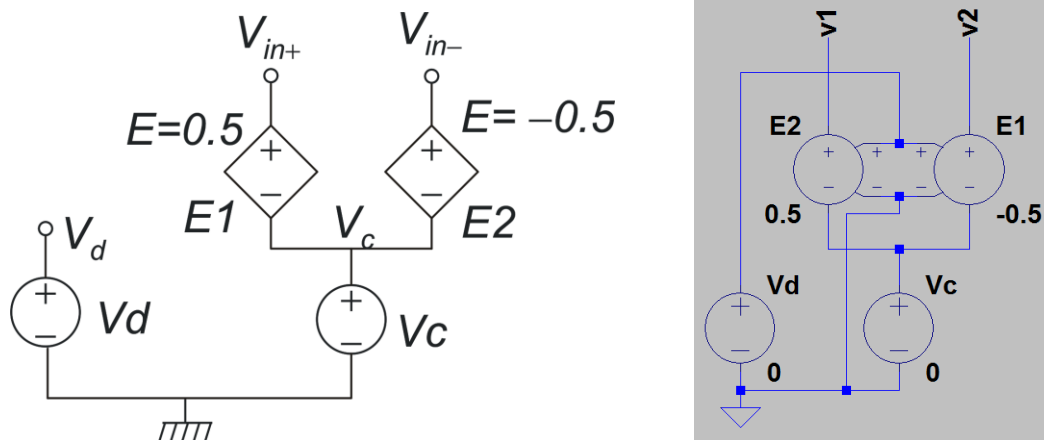 V_in+
V_in−
E=0.5
E= −0.5
+
+
−
−
E1
V_c
E2
V_d
+
Vd
−
+
Vc
−
v1
v2
E2
E1
+
+
+
+
−
−
−
−
0.5
-0.5
Vd
Vc
+
+
−
−
0
0